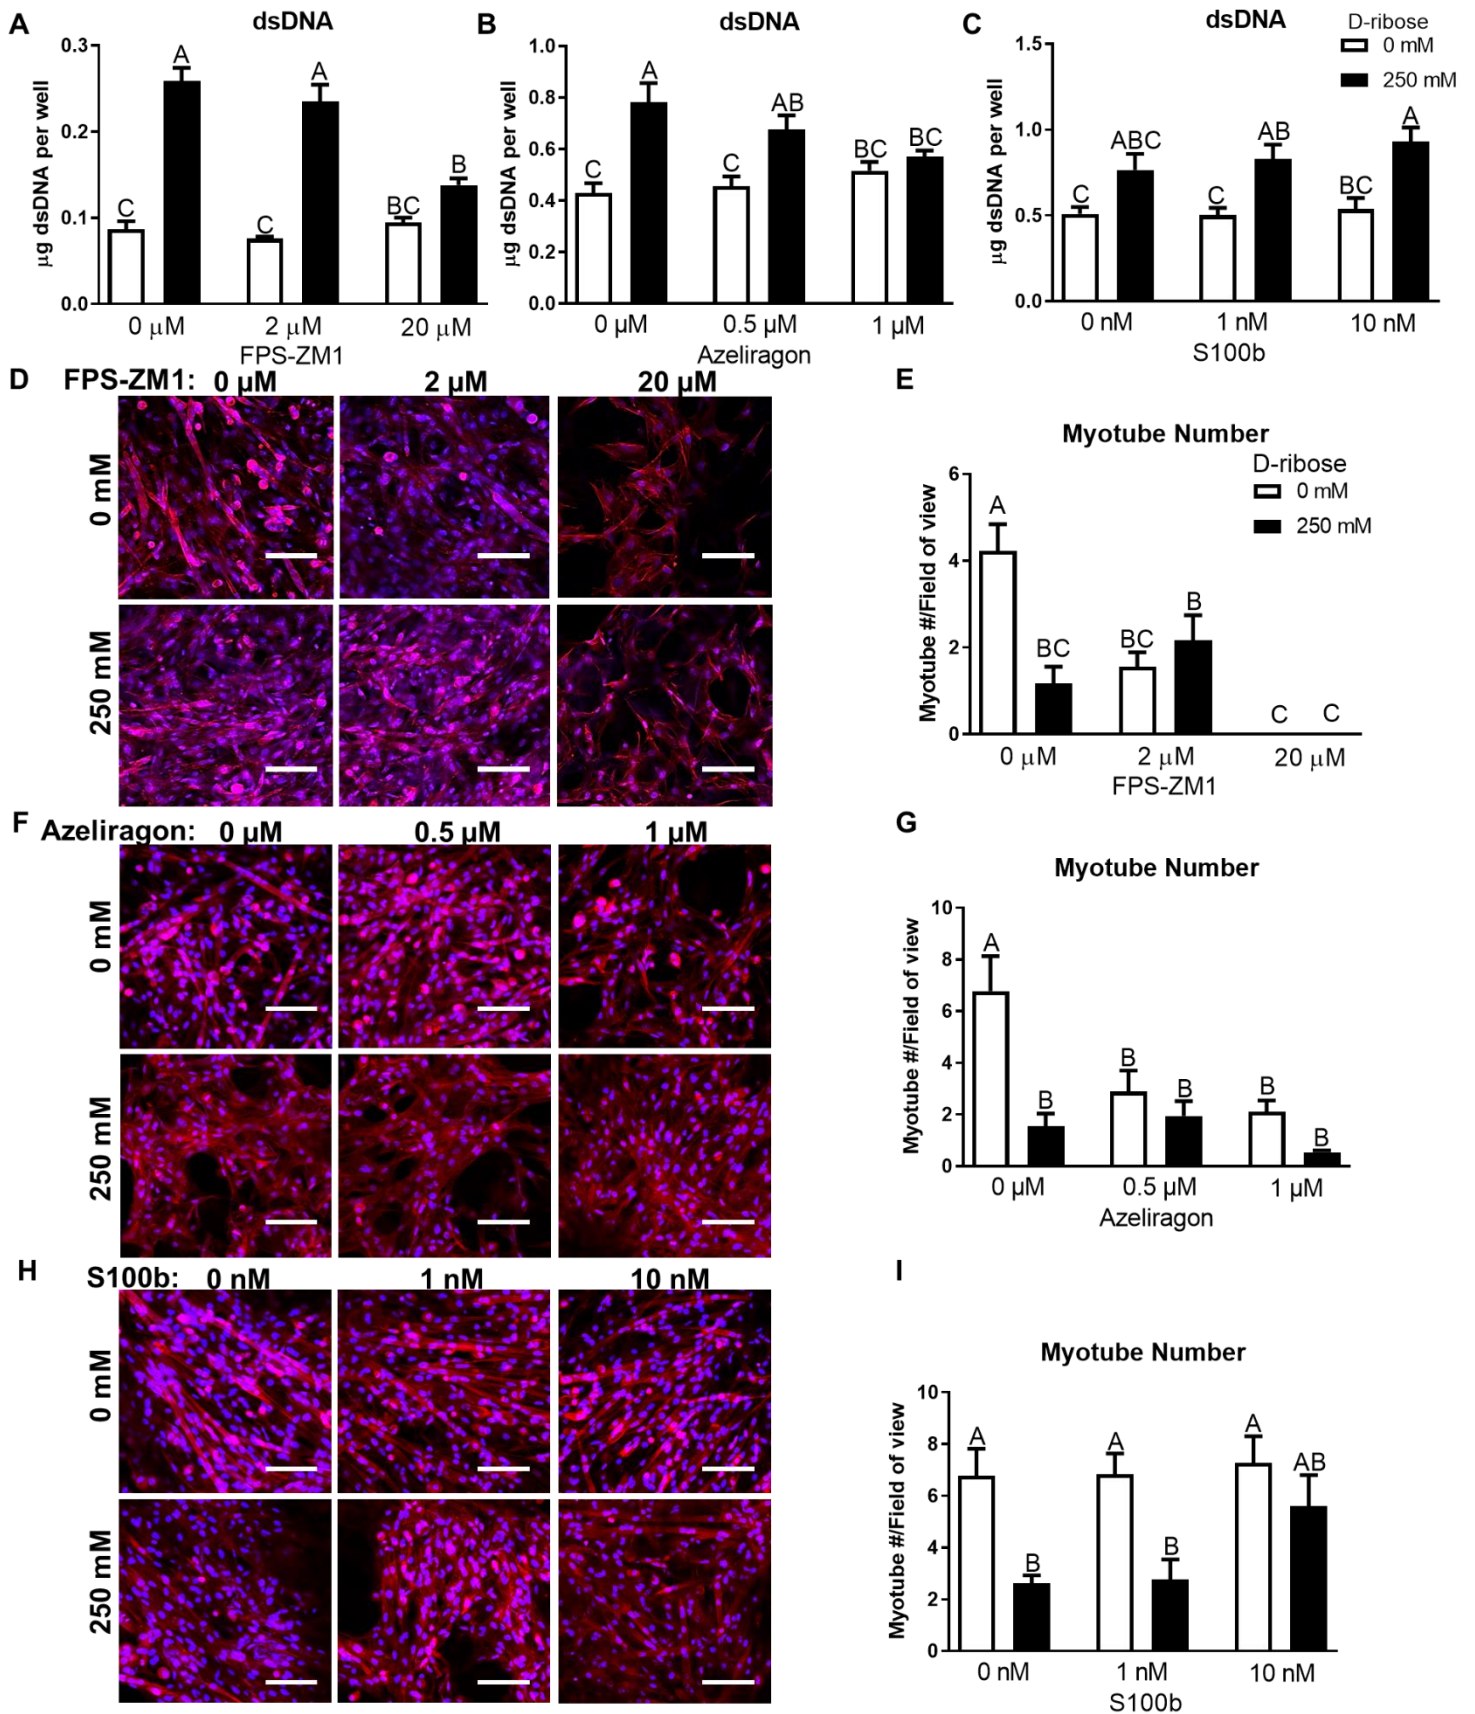 A
dsDNA
µg dsDNA per well
0.3
0.2
0.1
0.0
C
A
C
A
BC
B
0 µM
2 µM
20 µM
FPS-ZM1
B
dsDNA
µg dsDNA per well
1.0
0.8
0.6
0.4
0.2
0.0
C
A
C
AB
BC
BC
0 µM
0.5 µM
1 µM
Azeliragon
C
dsDNA
D-ribose
0 mM
250 mM
µg dsDNA per well
1.5
1.0
0.5
0.0
C
ABC
C
AB
BC
A
0 nM
1 nM
10 nM
S100b
D
FPS-ZM1: 0 µM 2 µM 20 µM
0 mM
250 mM
E
Myotube Number
D-ribose
0 mM
250 mM
Myotube #/Field of view
6
4
2
0
A
BC
BC
B
C
C
0 µM
2 µM
20 µM
FPS-ZM1
F
Azeliragon: 0 µM 0.5 µM 1 µM
0 mM
250 mM
G
Myotube Number
Myotube #/Field of view
10
8
6
4
2
0
A
B
B
B
B
B
0 µM
0.5 µM
1 µM
Azeliragon
H
S100b: 0 nM 1 nM 10 nM
0 mM
250 mM
I
Myotube Number
Myotube #/Field of view
10
8
6
4
2
0
A
B
A
B
A
AB
0 nM
1 nM
10 nM
S100b